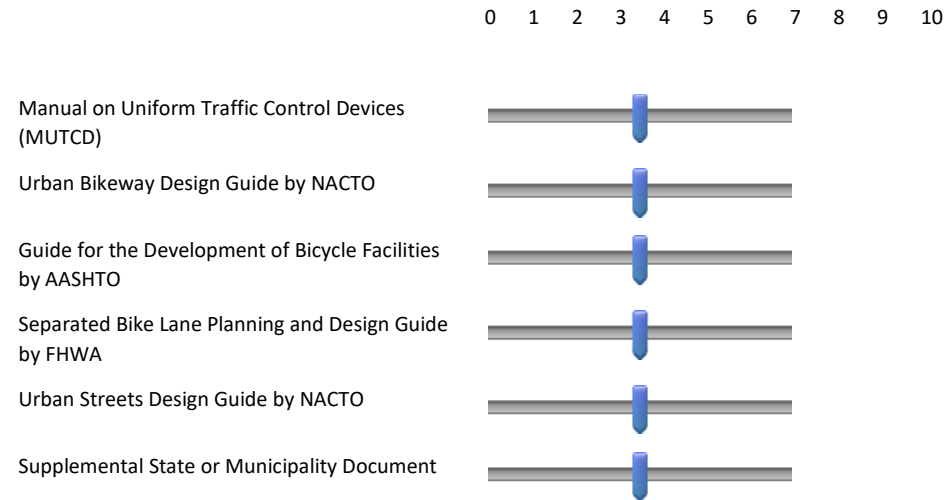 0 1 2 3 4 5 6 7 8 9 10
Manual on Uniform Traffic Control Devices
(MUTCD)
Urban Bikeway Design Guide by NACTO
Guide for the Development of Bicycle Facilities
by AASHTO
Separated Bike Lane Planning and Design Guide
by FHWA
Urban Streets Design Guide by NACTO
Supplemental State or Municipality Document